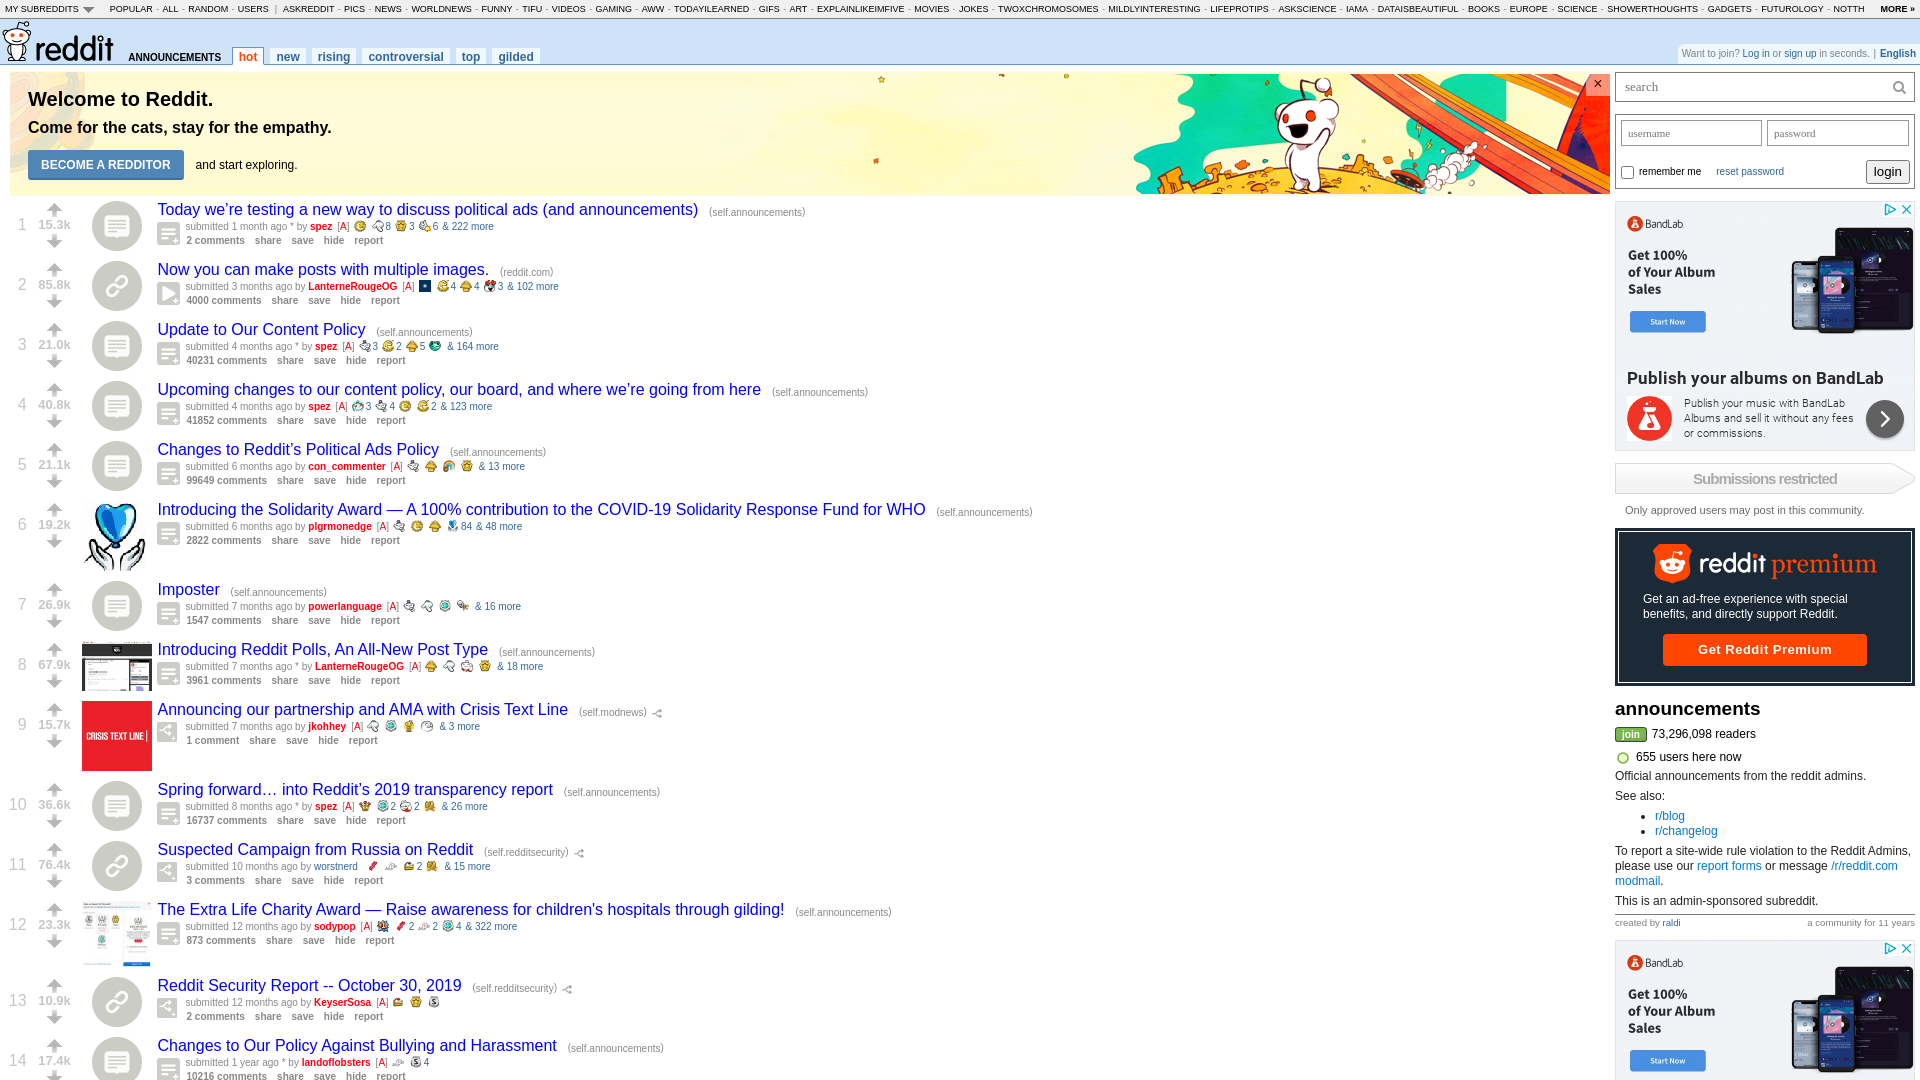 MY SUBREDDITS POPULAR - ALL - RANDOM - USERS | ASKREDDIT - PICS - NEWS - WORLDNEWS - FUNNY - TIFU - VIDEOS - GAMING - AWW - TODAYILEARNED - GIFS - ART - EXPLAINLIKEIMFIVE - MOVIES - JOKES - TWOXCHROMOSOMES - MILDLYINTERESTING - LIFEPROTIPS - ASKSCIENCE - IAMA - DATAISBEAUTIFUL - BOOKS - EUROPE - SCIENCE - SHOWERTHOUGHTS - GADGETS - FUTUROLOGY - NOTTH MORE »
reddit ANNOUNCEMENTS hot new rising controversial top gilded
Want to join? Log in or sign up in seconds. | English
Welcome to Reddit.
Come for the cats, stay for the empathy.
BECOME A REDDITOR and start exploring.
×
1 15.3k Today we’re testing a new way to discuss political ads (and announcements) (self.announcements)
submitted 1 month ago * by spez [A] 8 3 6 & 222 more
2 comments share save hide report
2 85.8k Now you can make posts with multiple images. (reddit.com)
submitted 3 months ago by LanterneRougeOG [A] 4 4 3 & 102 more
4000 comments share save hide report
3 21.0k Update to Our Content Policy (self.announcements)
submitted 4 months ago * by spez [A] 3 2 5 & 164 more
40231 comments share save hide report
4 40.8k Upcoming changes to our content policy, our board, and where we’re going from here (self.announcements)
submitted 4 months ago by spez [A] 3 4 2 & 123 more
41852 comments share save hide report
5 21.1k Changes to Reddit’s Political Ads Policy (self.announcements)
submitted 6 months ago by con_commenter [A] & 13 more
99649 comments share save hide report
6 19.2k Introducing the Solidarity Award — A 100% contribution to the COVID-19 Solidarity Response Fund for WHO (self.announcements)
submitted 6 months ago by plgrmonedge [A] 84 & 48 more
2822 comments share save hide report
7 26.9k Imposter (self.announcements)
submitted 7 months ago by powerlanguage [A] & 16 more
1547 comments share save hide report
8 67.9k Introducing Reddit Polls, An All-New Post Type (self.announcements)
submitted 7 months ago * by LanterneRougeOG [A] & 18 more
3961 comments share save hide report
9 15.7k CRISIS TEXT LINE | Announcing our partnership and AMA with Crisis Text Line (self.modnews)
submitted 7 months ago by jkohhey [A] & 3 more
1 comment share save hide report
10 36.6k Spring forward… into Reddit’s 2019 transparency report (self.announcements)
submitted 8 months ago * by spez [A] 2 2 & 26 more
16737 comments share save hide report
11 76.4k Suspected Campaign from Russia on Reddit (self.redditsecurity)
submitted 10 months ago by worstnerd 2 & 15 more
3 comments share save hide report
12 23.3k The Extra Life Charity Award — Raise awareness for children's hospitals through gilding! (self.announcements)
submitted 12 months ago by sodypop [A] 2 2 4 & 322 more
873 comments share save hide report
13 10.9k Reddit Security Report -- October 30, 2019 (self.redditsecurity)
submitted 12 months ago by KeyserSosa [A]
2 comments share save hide report
14 17.4k Changes to Our Policy Against Bullying and Harassment (self.announcements)
submitted 1 year ago * by landoflobsters [A] 4
10216 comments share save hide report
search
username password
remember me reset password login
BandLab
Get 100%
of Your Album
Sales
Start Now
Publish your albums on BandLab
Publish your music with BandLab
Albums and sell it without any fees
or commissions.
Submissions restricted
Only approved users may post in this community.
reddit premium
Get an ad-free experience with special
benefits, and directly support Reddit.
Get Reddit Premium
announcements
join 73,296,098 readers
655 users here now
Official announcements from the reddit admins.
See also:
r/blog
r/changelog
To report a site-wide rule violation to the Reddit Admins,
please use our report forms or message /r/reddit.com
modmail.
This is an admin-sponsored subreddit.
created by raldi a community for 11 years
BandLab
Get 100%
of Your Album
Sales
Start Now